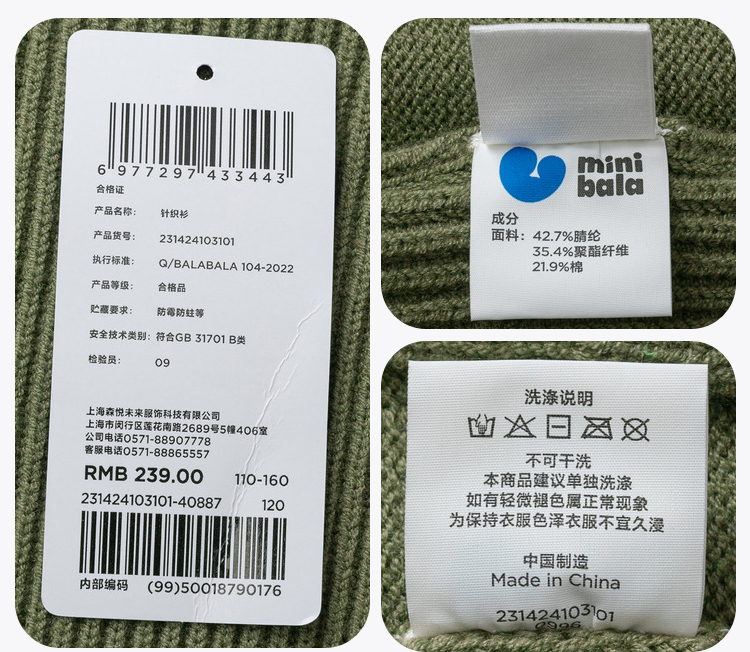 6 977297 433443
合格证
产品名称: 针织衫
产品货号: 231424103101
执行标准: Q/BALABALA 104-2022
产品等级: 合格品
贮藏要求: 防霉防蛀等
安全技术类别: 符合GB 31701 B类
检验员: 09
上海森悦未来服饰科技有限公司
上海市闵行区莲花南路2689号5幢406室
公司电话0571-88907778
客服电话0571-88865557
RMB 239.00 110-160
231424103101-40887 120
内部编码 (99)50018790176
mini
bala
成分
面料: 42.7%腈纶
35.4%聚酯纤维
21.9%棉
洗涤说明
不可干洗
本商品建议单独洗涤
如有轻微褪色属正常现象
为保持衣服色泽衣服不宜久浸
中国制造
Made in China
231424103101